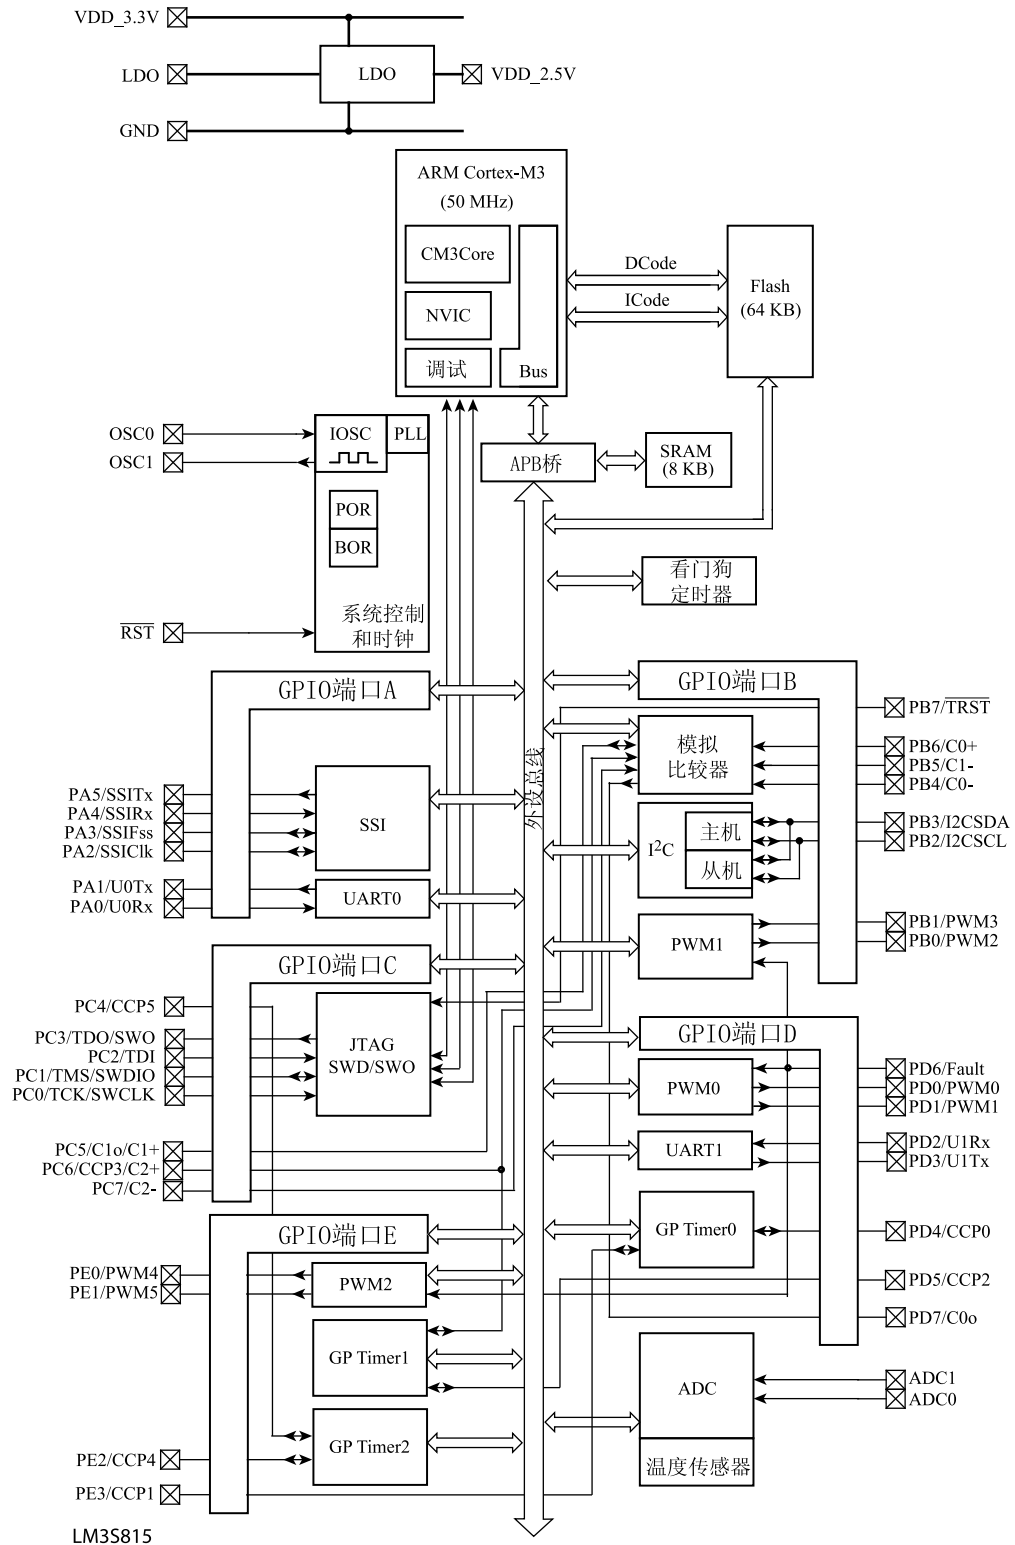 VDD_3.3V
LDO
LDO
VDD_2.5V
GND
ARM Cortex-M3
(50 MHz)
CM3Core
NVIC
调试
Bus
DCode
ICode
Flash
(64 KB)
OSC0
OSC1
IOSC
PLL
POR
BOR
系统控制
和时钟
RST
APB桥
SRAM
(8 KB)
看门狗
定时器
外设总线
GPIO端口A
PA5/SSITx
PA4/SSIRx
PA3/SSIFss
PA2/SSIClk
SSI
PA1/U0Tx
PA0/U0Rx
UART0
GPIO端口B
PB7/TRST
模拟
比较器
PB6/C0+
PB5/C1-
PB4/C0-
I2C
主机
从机
PB3/I2CSDA
PB2/I2CSCL
PWM1
PB1/PWM3
PB0/PWM2
GPIO端口C
PC4/CCP5
PC3/TDO/SWO
PC2/TDI
PC1/TMS/SWDIO
PC0/TCK/SWCLK
JTAG
SWD/SWO
PC5/C1o/C1+
PC6/CCP3/C2+
PC7/C2-
GPIO端口D
PWM0
PD6/Fault
PD0/PWM0
PD1/PWM1
UART1
PD2/U1Rx
PD3/U1Tx
GP Timer0
PD4/CCP0
PD5/CCP2
PD7/C0o
GPIO端口E
PE0/PWM4
PE1/PWM5
PWM2
GP Timer1
GP Timer2
PE2/CCP4
PE3/CCP1
ADC
温度传感器
ADC1
ADC0
LM3S815